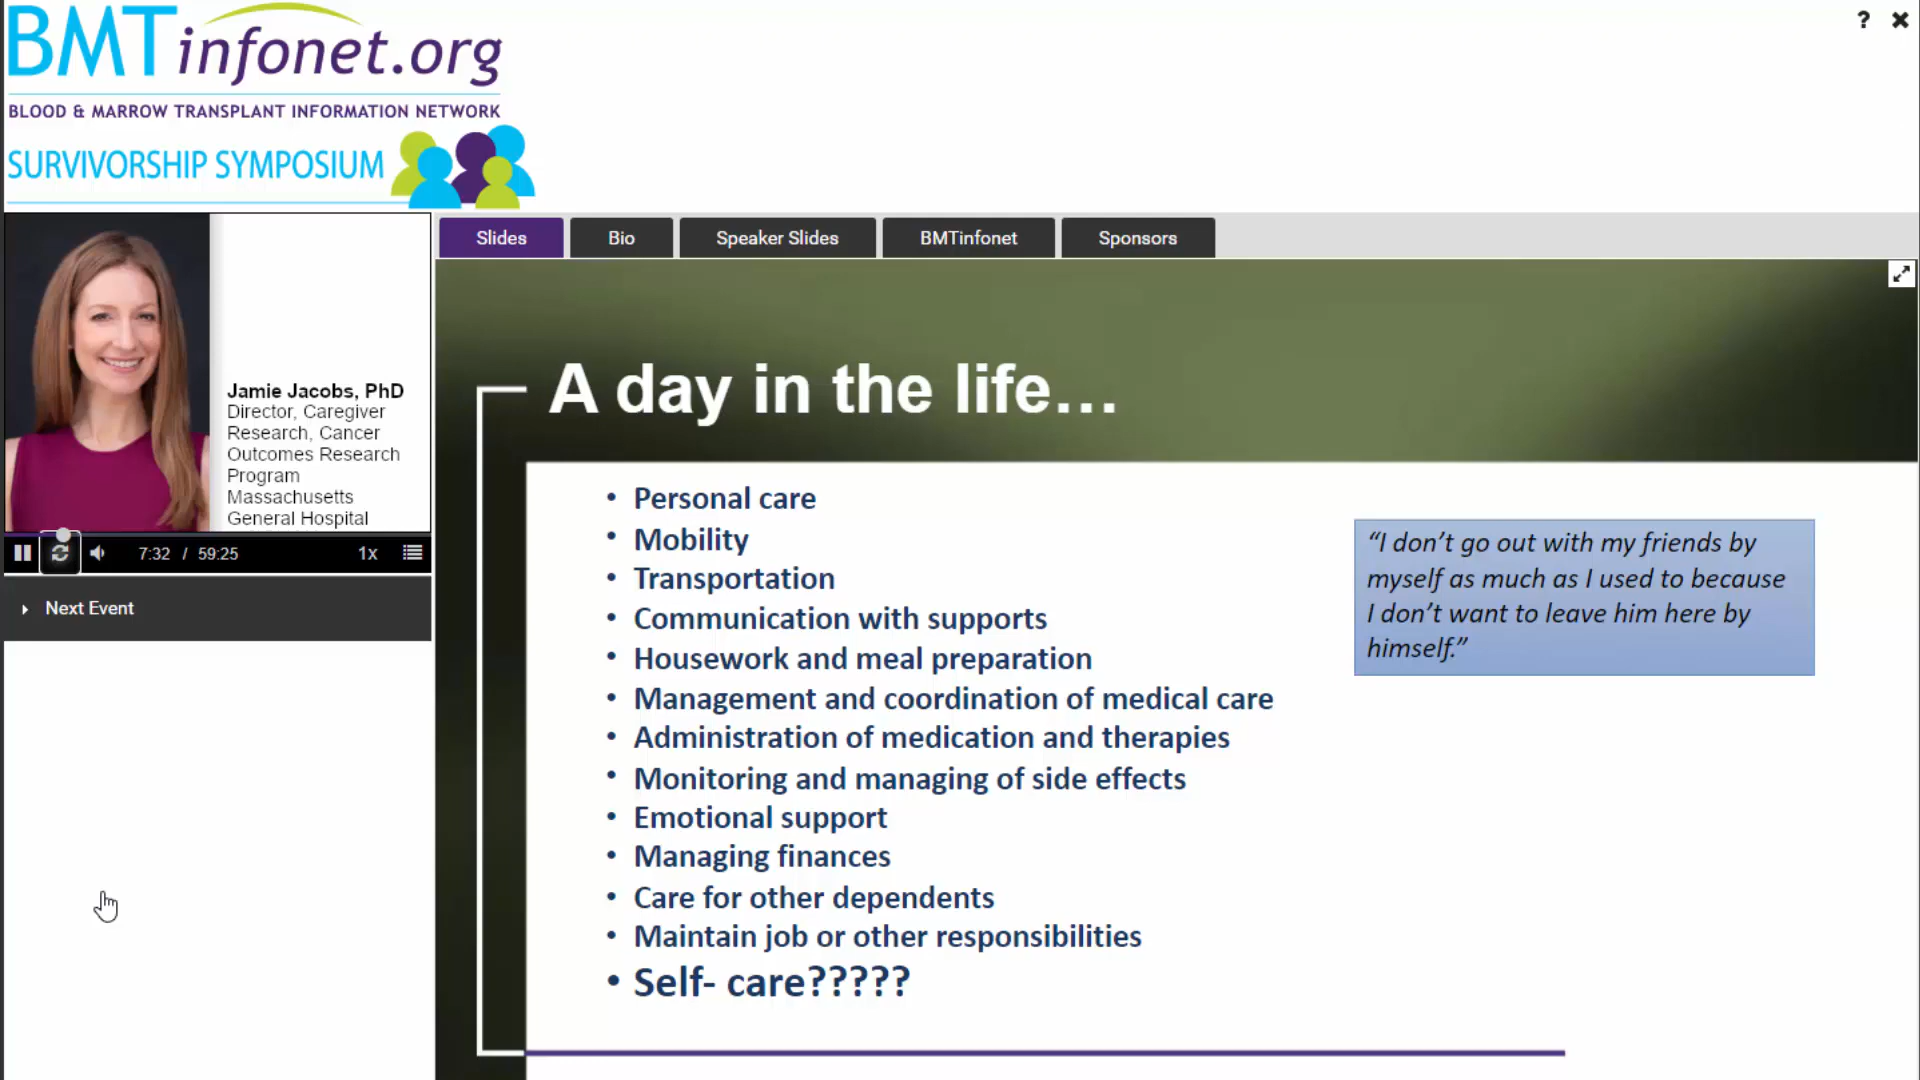 BMTinfonet.org
BLOOD & MARROW TRANSPLANT INFORMATION NETWORK
SURVIVORSHIP SYMPOSIUM
?
Jamie Jacobs, PhD
Director, Caregiver
Research, Cancer
Outcomes Research
Program
Massachusetts
General Hospital
7:32 / 59:25 1x
Next Event
Slides Bio Speaker Slides BMTinfonet Sponsors
A day in the life…
• Personal care
• Mobility
• Transportation
• Communication with supports
• Housework and meal preparation
• Management and coordination of medical care
• Administration of medication and therapies
• Monitoring and managing of side effects
• Emotional support
• Managing finances
• Care for other dependents
• Maintain job or other responsibilities
• Self- care?????
“I don’t go out with my friends by
myself as much as I used to because
I don’t want to leave him here by
himself.”